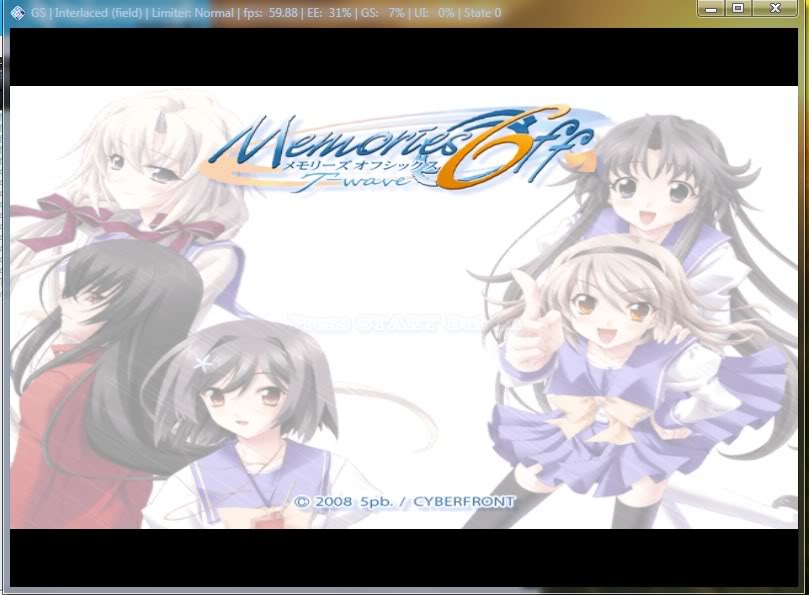 GS | Interlaced (field) | Limiter: Normal | fps: 59.88 | EE: 31% | GS: 7% | UI: 0% | State 0
Memories Off 6
メモリーズ オフシックス
T-wave
Press START Button
© 2008 5pb. / CYBERFRONT